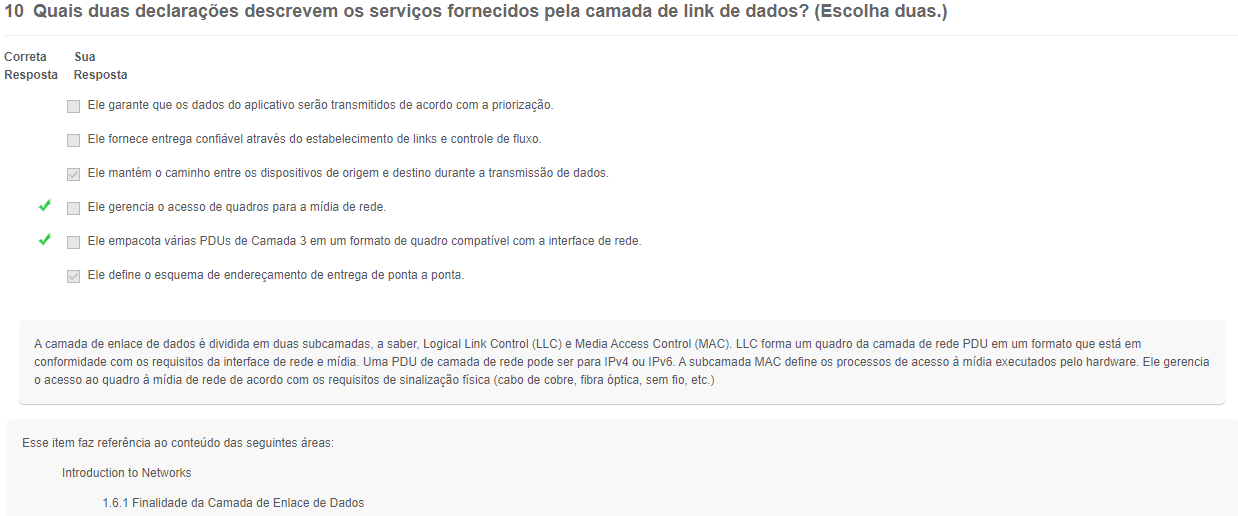 10 Quais duas declarações descrevem os serviços fornecidos pela camada de link de dados? (Escolha duas.)
Correta Sua
Resposta Resposta
Ele garante que os dados do aplicativo serão transmitidos de acordo com a priorização.
Ele fornece entrega confiável através do estabelecimento de links e controle de fluxo.
Ele mantém o caminho entre os dispositivos de origem e destino durante a transmissão de dados.
Ele gerencia o acesso de quadros para a mídia de rede.
Ele empacota várias PDUs de Camada 3 em um formato de quadro compatível com a interface de rede.
Ele define o esquema de endereçamento de entrega de ponta a ponta.
A camada de enlace de dados é dividida em duas subcamadas, a saber, Logical Link Control (LLC) e Media Access Control (MAC). LLC forma um quadro da camada de rede PDU em um formato que está em
conformidade com os requisitos da interface de rede e mídia. Uma PDU de camada de rede pode ser para IPv4 ou IPv6. A subcamada MAC define os processos de acesso à mídia executados pelo hardware. Ele gerencia
o acesso ao quadro à mídia de rede de acordo com os requisitos de sinalização física (cabo de cobre, fibra óptica, sem fio, etc.)
Esse item faz referência ao conteúdo das seguintes áreas:
Introduction to Networks
1.6.1 Finalidade da Camada de Enlace de Dados